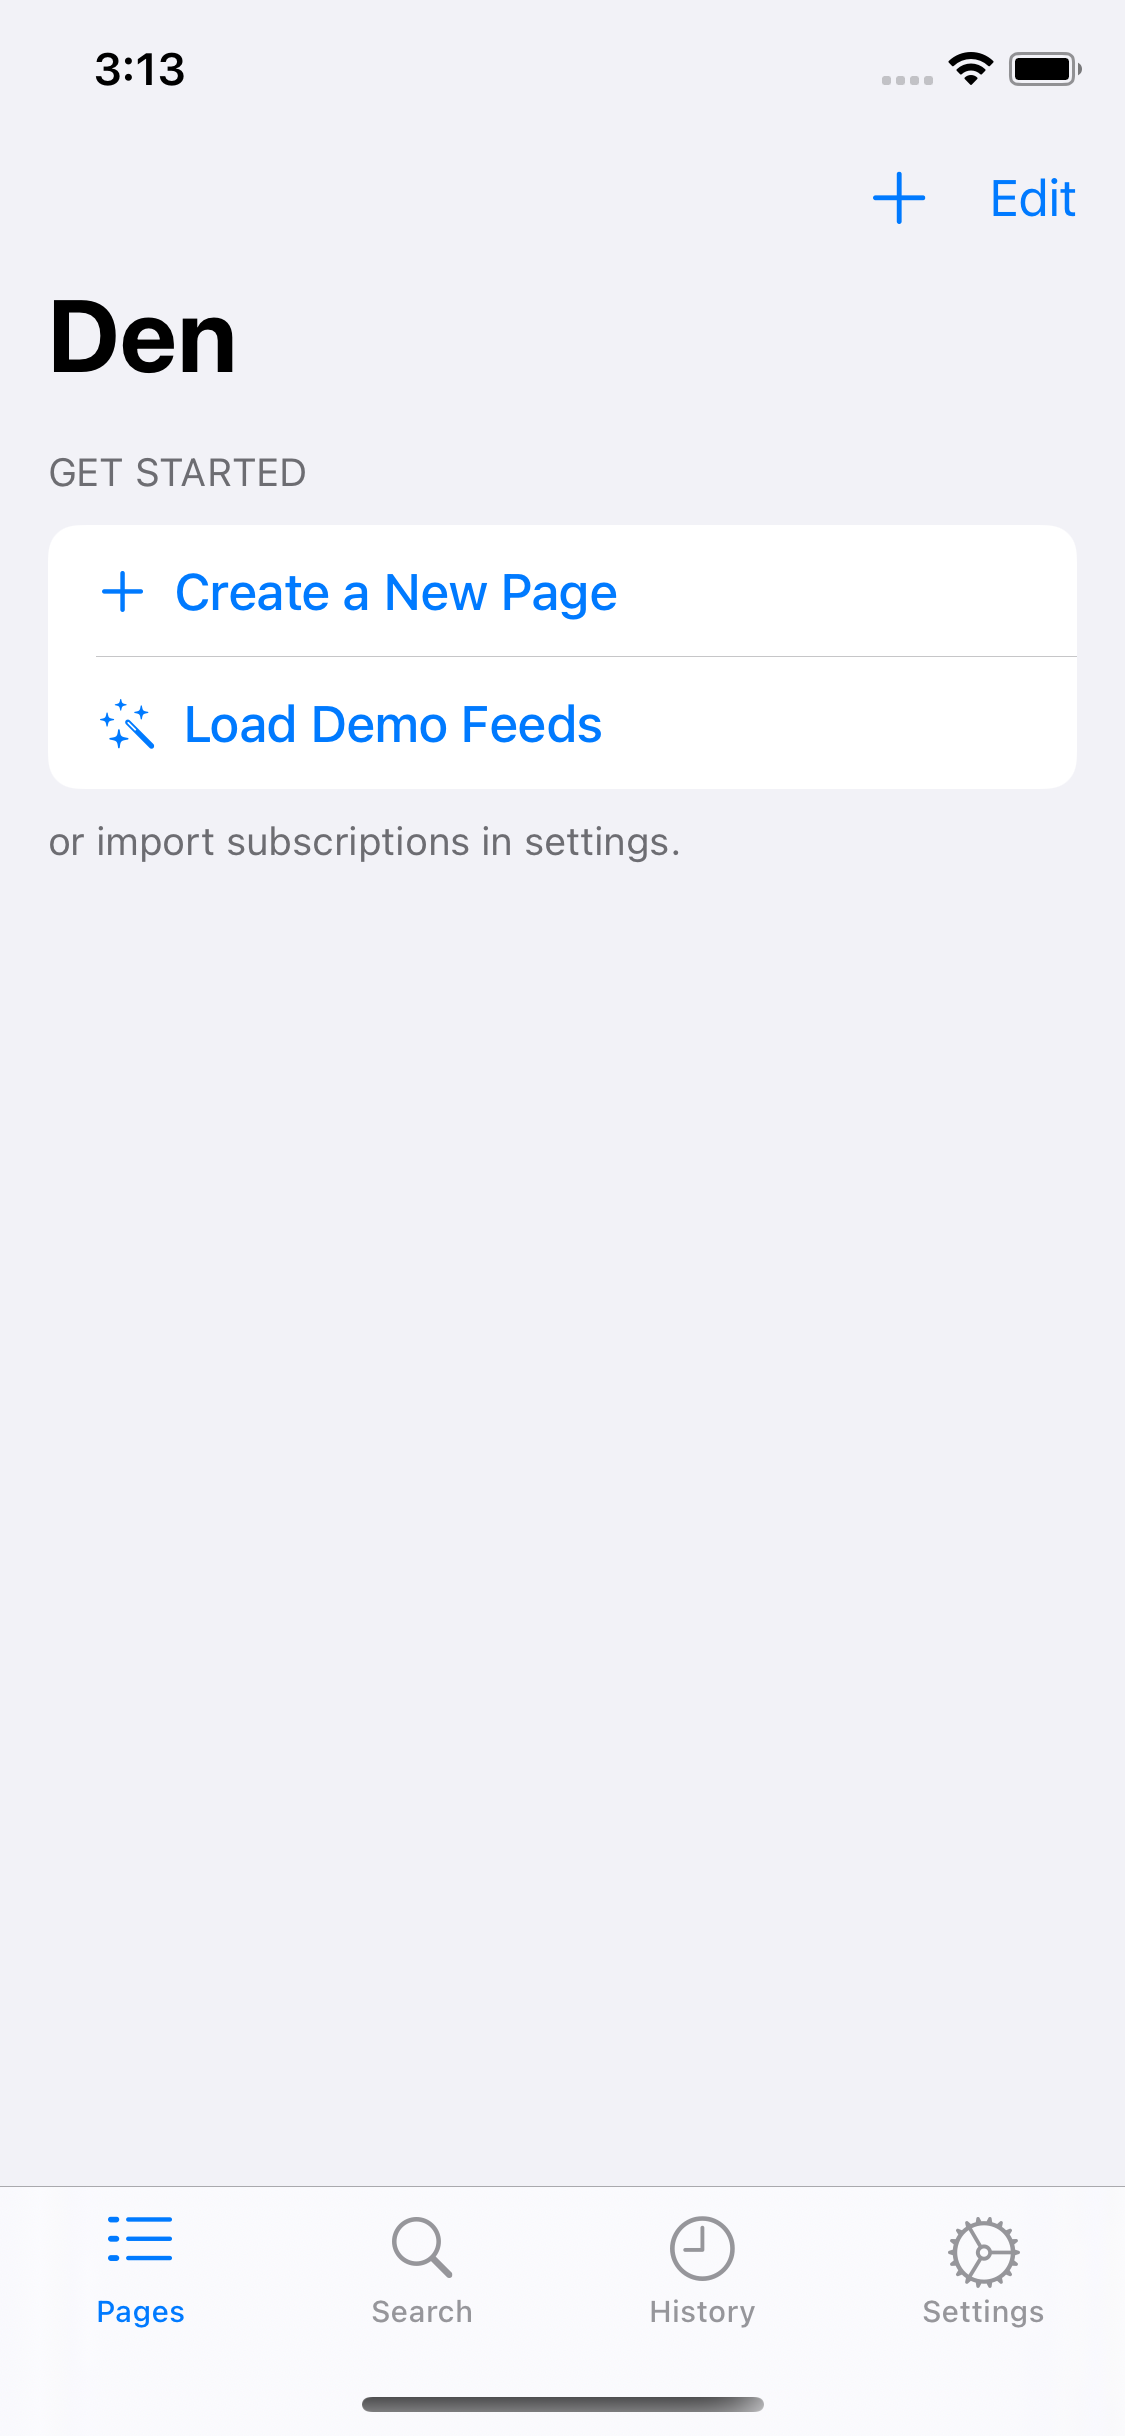 3:13
Edit
Den
GET STARTED
Create a New Page
Load Demo Feeds
or import subscriptions in settings.
Pages
Search
History
Settings